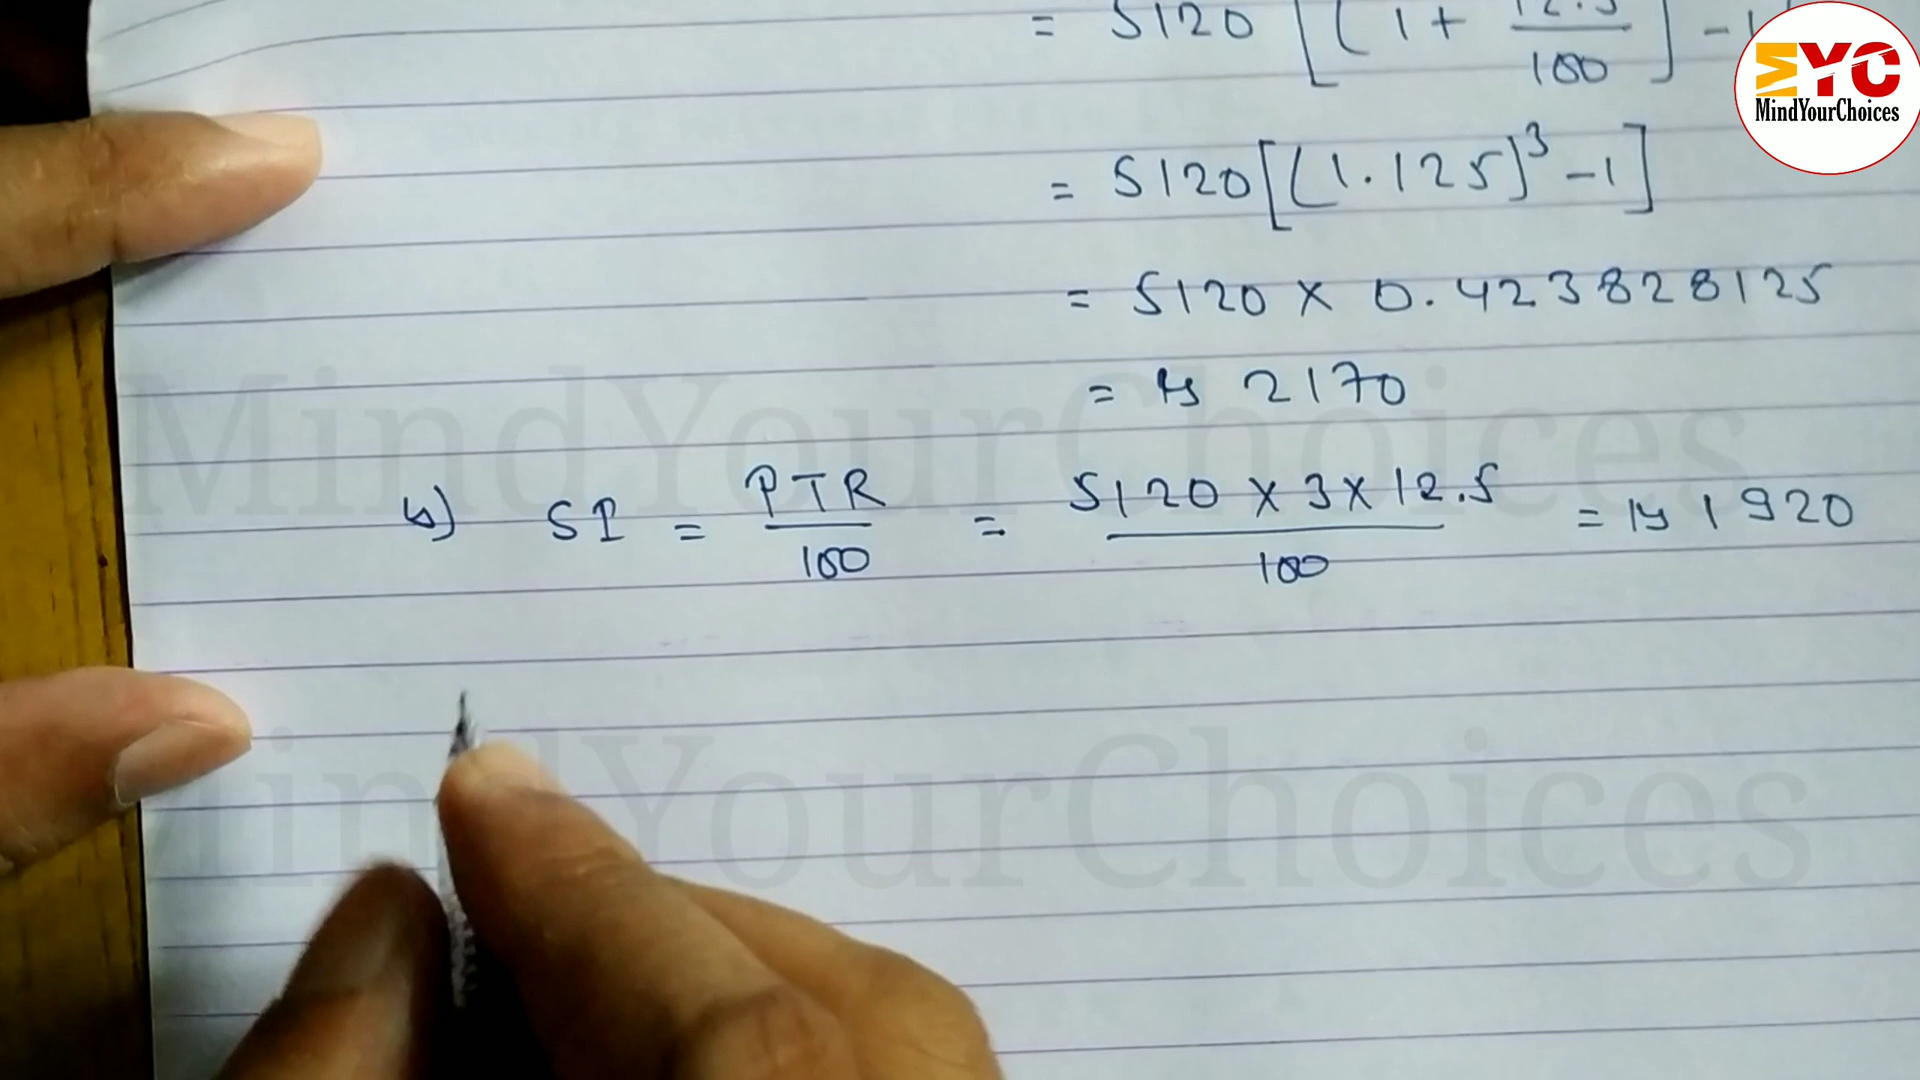 = 5120 [(1 + 12.5/100] - 1
MYC
MindYourChoices
= 5120[(1.125)³ - 1]
= 5120 × 0.423828125
= Rs 2170
b) SI = PTR/100 = 5120 × 3 × 12.5/100 = Rs 1920
MindYourChoices
MindYourChoices